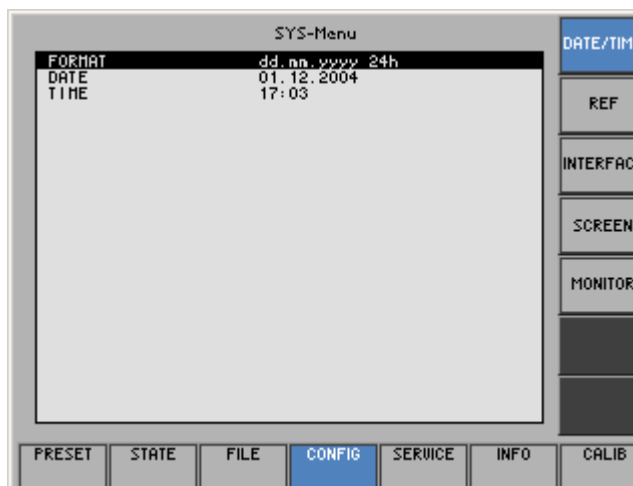 SYS-Menu
FORMAT dd.mm.yyyy 24h
DATE 01.12.2004
TIME 17:03
DATE/TIM
REF
INTERFAC
SCREEN
MONITOR
PRESET STATE FILE CONFIG SERVICE INFO CALIB